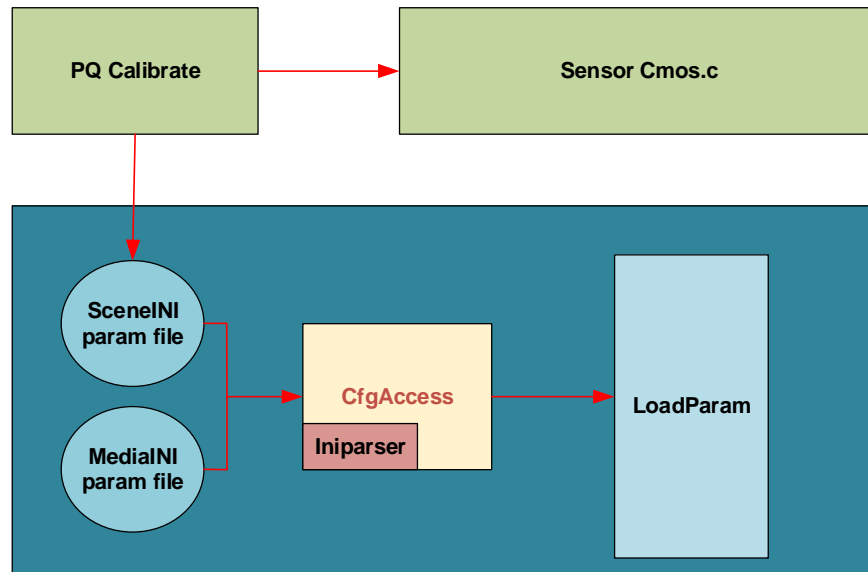 PQ Calibrate
Sensor Cmos.c
SceneINI
param file
CfgAccess
Iniparser
LoadParam
MediaINI
param file